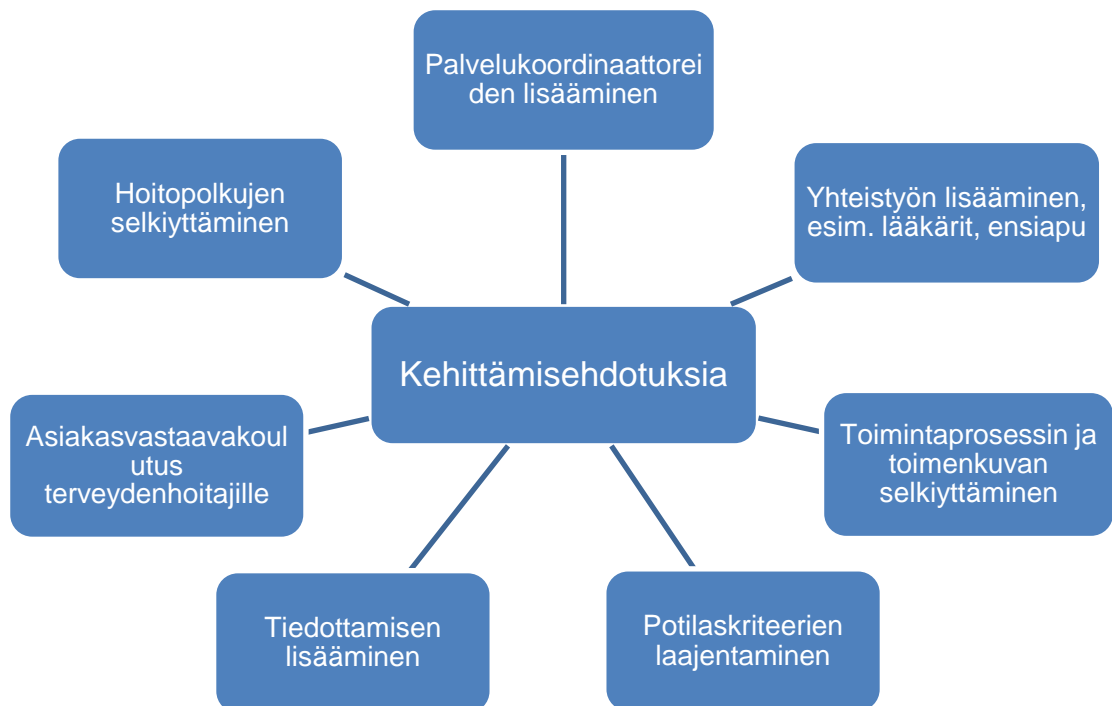 Palvelukoordinaattorei
den lisääminen
Hoitopolkujen
selkiyttäminen
Yhteistyön lisääminen,
esim. lääkärit, ensiapu
Kehittämisehdotuksia
Asiakasvastaavakoul
utus
terveydenhoitajille
Toimintaprosessin ja
toimenkuvan
selkiyttäminen
Tiedottamisen
lisääminen
Potilaskriteerien
laajentaminen